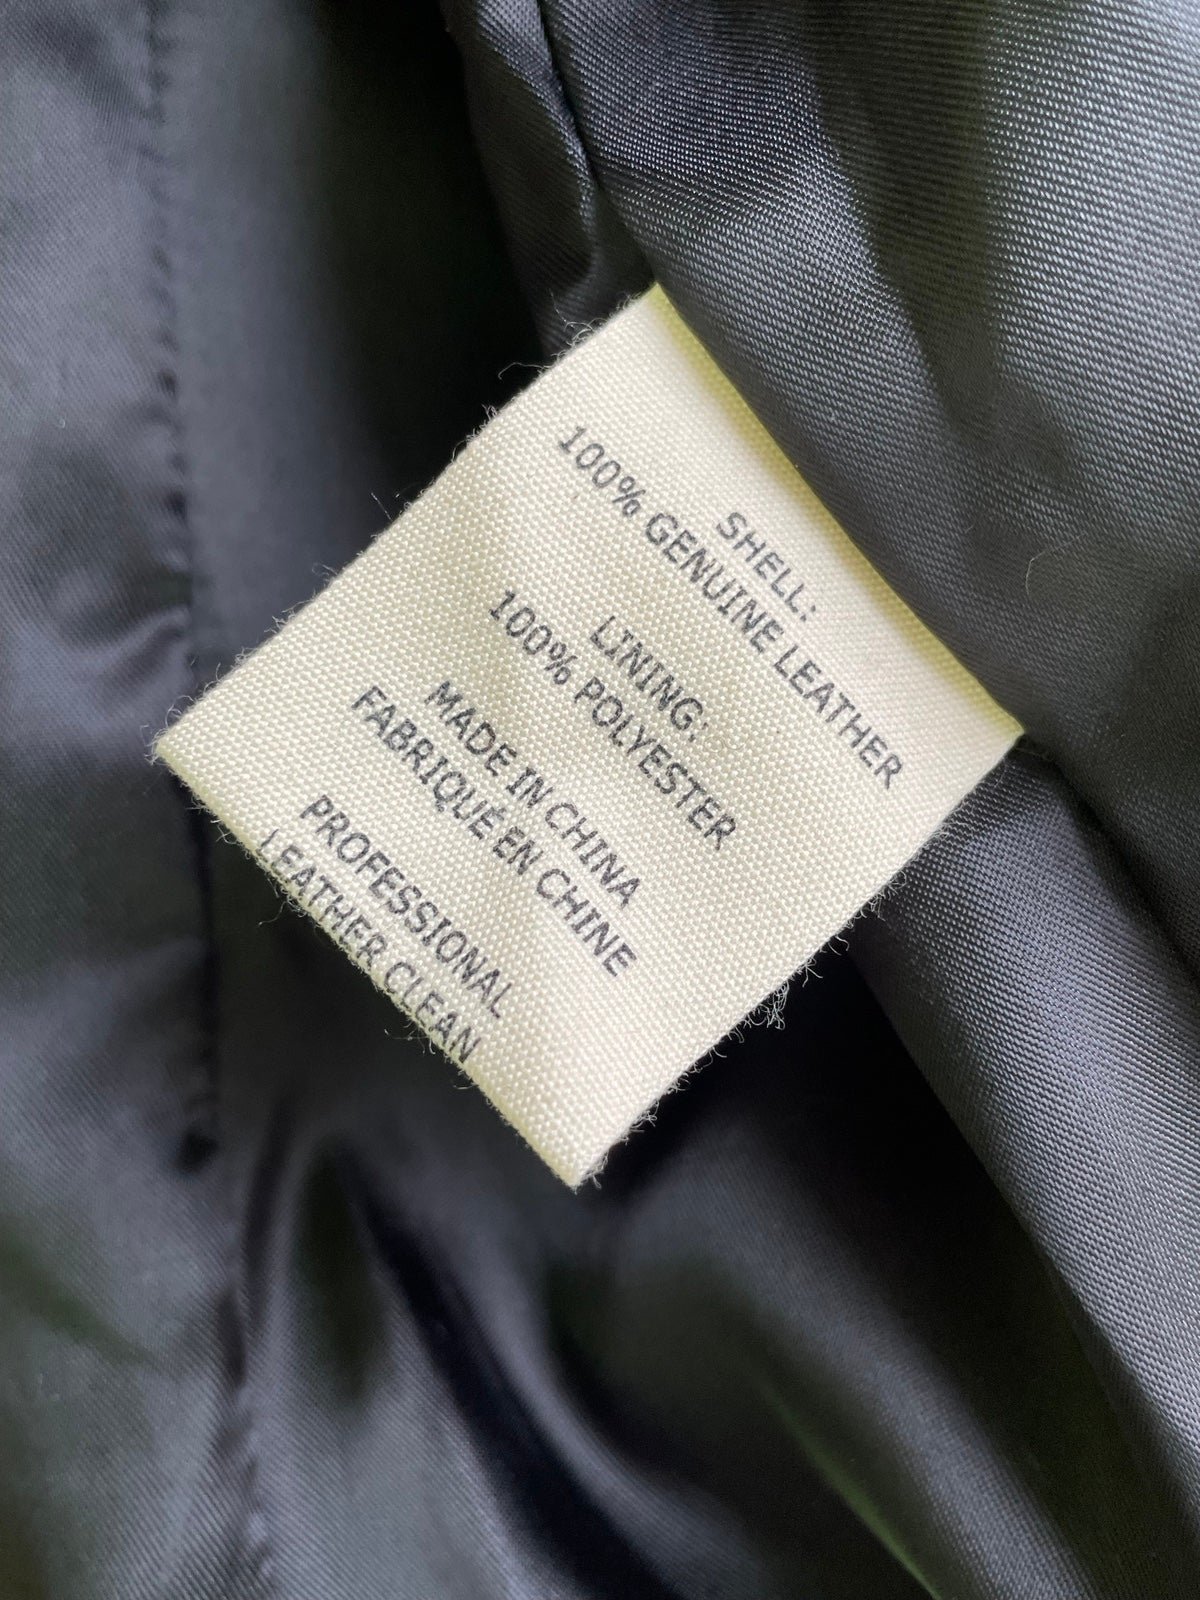 SHELL:
100% GENUINE LEATHER
LINING:
100% POLYESTER
MADE IN CHINA
FABRIQUÉ EN CHINE
PROFESSIONAL
LEATHER CLEAN